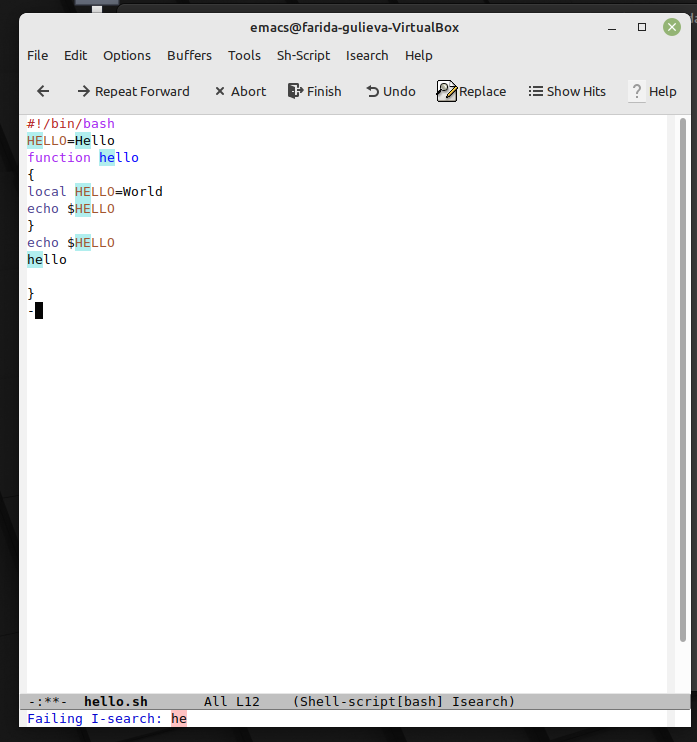 emacs@farida-gulieva-VirtualBox
File Edit Options Buffers Tools Sh-Script Isearch Help
Repeat Forward Abort Finish Undo Replace Show Hits ? Help
#!/bin/bash
HELLO=Hello
function hello
{
local HELLO=World
echo $HELLO
}
echo $HELLO
hello
}
-
-:**- hello.sh All L12 (Shell-script[bash] Isearch)
Failing I-search: he